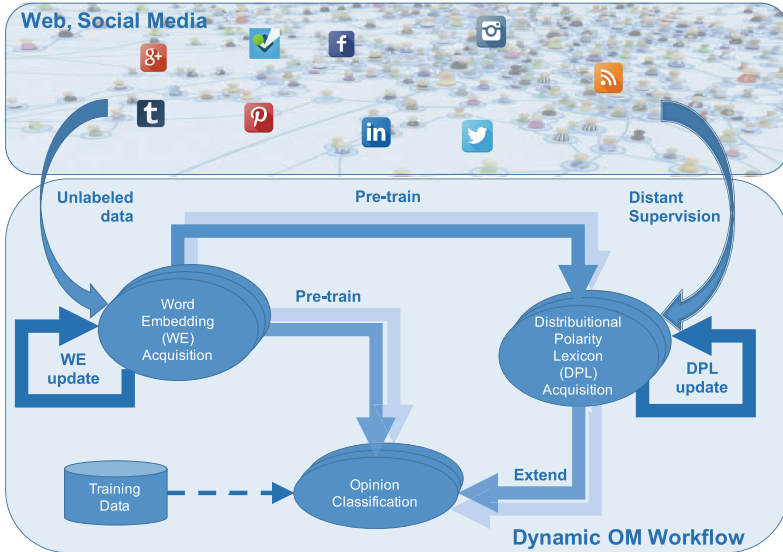 Web, Social Media
g+
f
t
in
Unlabeled
data
Pre-train
Distant
Supervision
Word
Embedding
(WE)
Acquisition
Pre-train
Distribuitional
Polarity
Lexicon
(DPL)
Acquisition
WE
update
DPL
update
Training
Data
Opinion
Classification
Extend
Dynamic OM Workflow